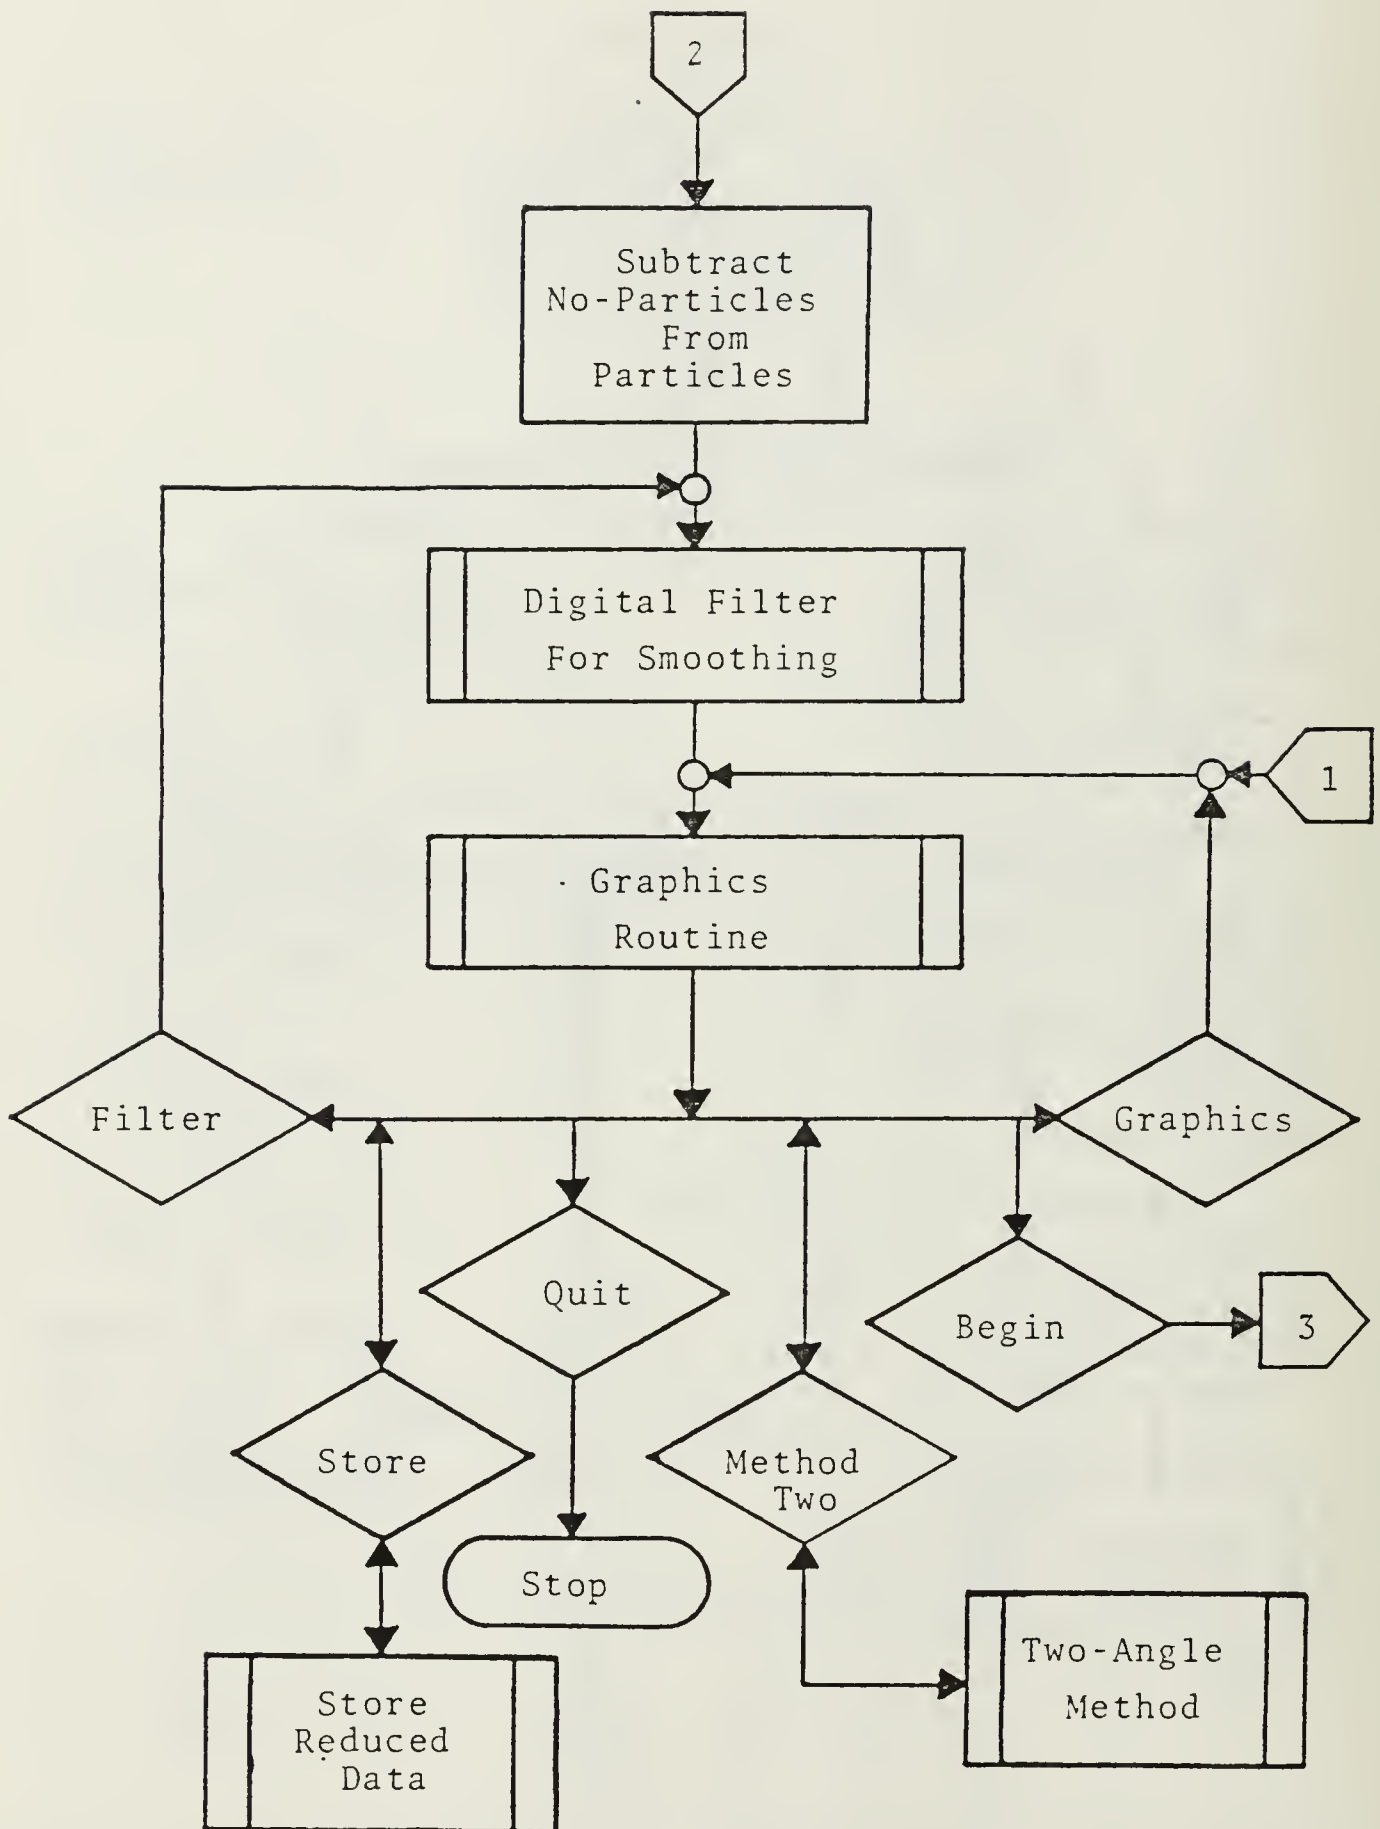 2
Subtract
No-Particles
From
Particles
Digital Filter
For Smoothing
1
Graphics
Routine
Filter
Graphics
Quit
Begin
3
Store
Method
Two
Stop
Two-Angle
Method
Store
Reduced
Data